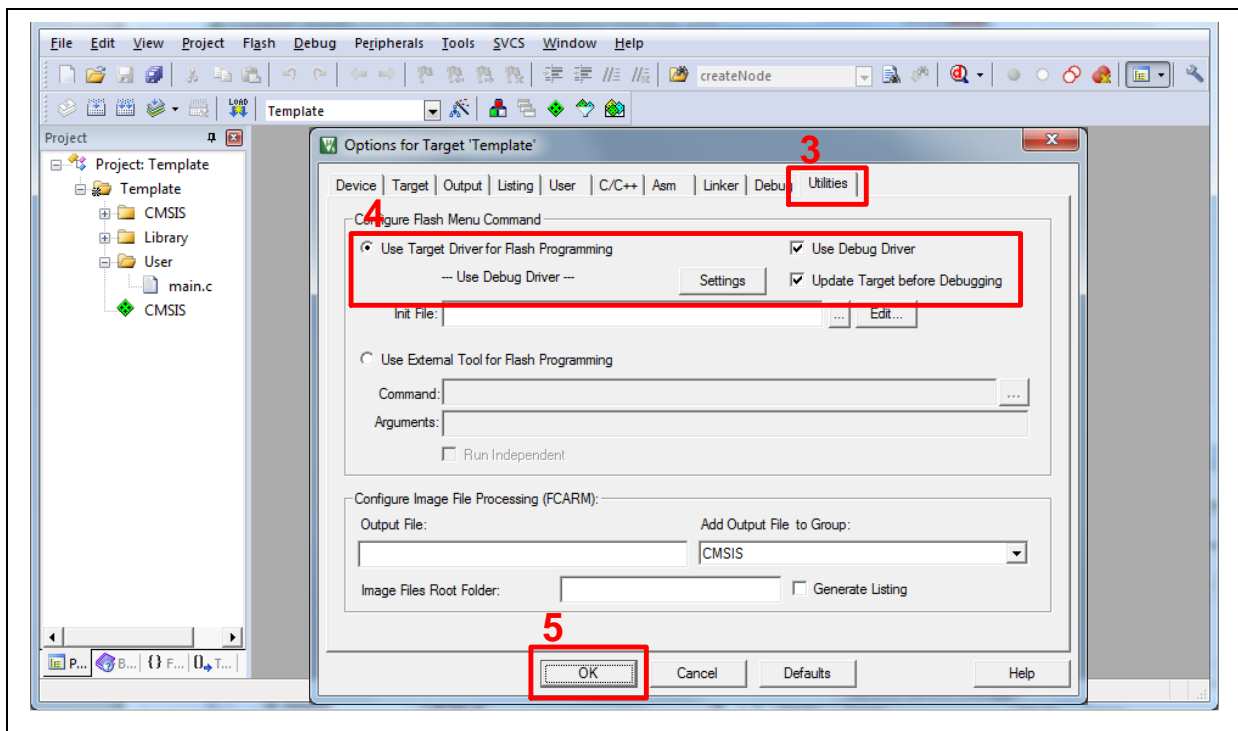 File Edit View Project Flash Debug Peripherals Tools SVCS Window Help
createNode
LOAD Template
Project
Project: Template
Template
CMSIS
Library
User
main.c
CMSIS
P... B... {} F... 0 T...
Options for Target 'Template'
3
Device Target Output Listing User C/C++ Asm Linker Debug Utilities
4
Configure Flash Menu Command
Use Target Driver for Flash Programming Use Debug Driver
--- Use Debug Driver --- Settings Update Target before Debugging
Init File: ... Edit...
Use External Tool for Flash Programming
Command: ...
Arguments:
Run Independent
Configure Image File Processing (FCARM):
Output File: Add Output File to Group:
CMSIS
Image Files Root Folder: Generate Listing
5
OK Cancel Defaults Help